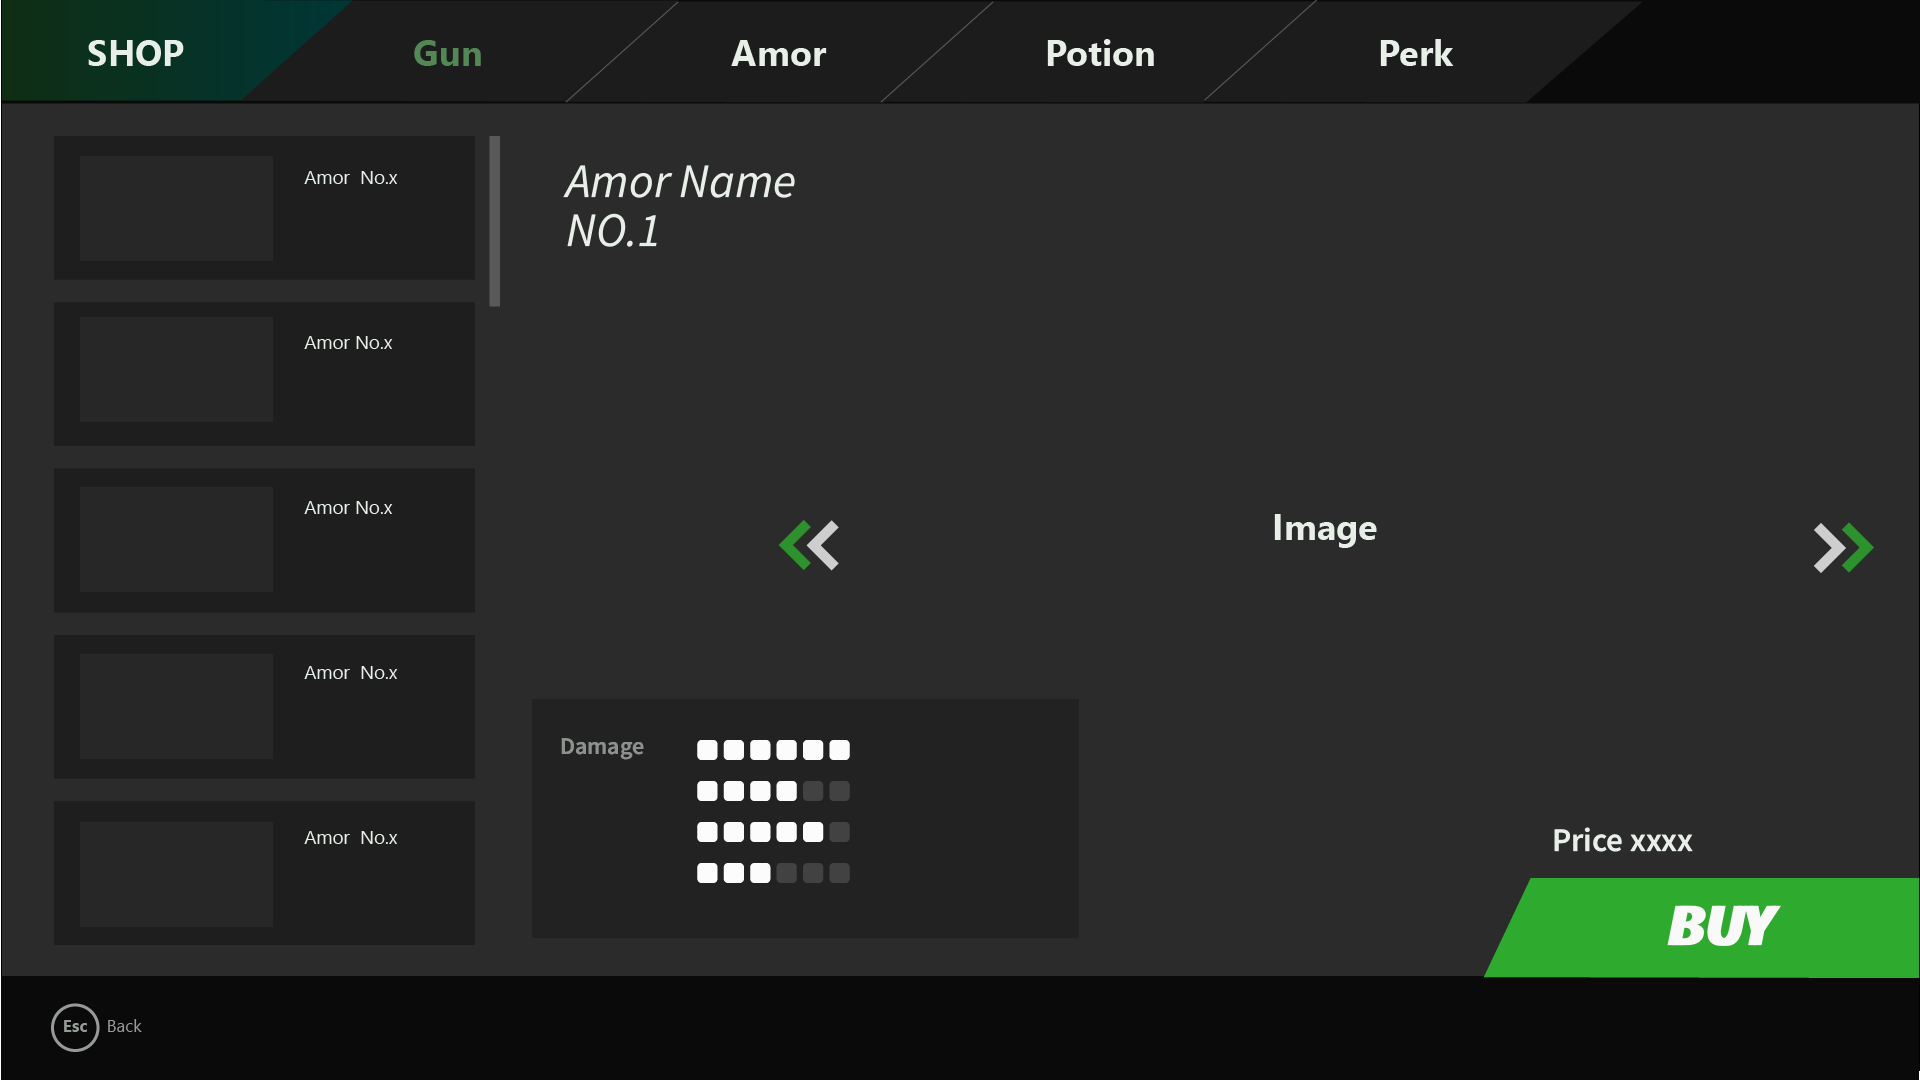 SHOP
Gun
Amor
Potion
Perk
Amor  No.x
Amor No.x
Amor No.x
Amor  No.x
Amor  No.x
Amor Name
NO.1
Image
Damage
Price xxxx
BUY
Esc Back